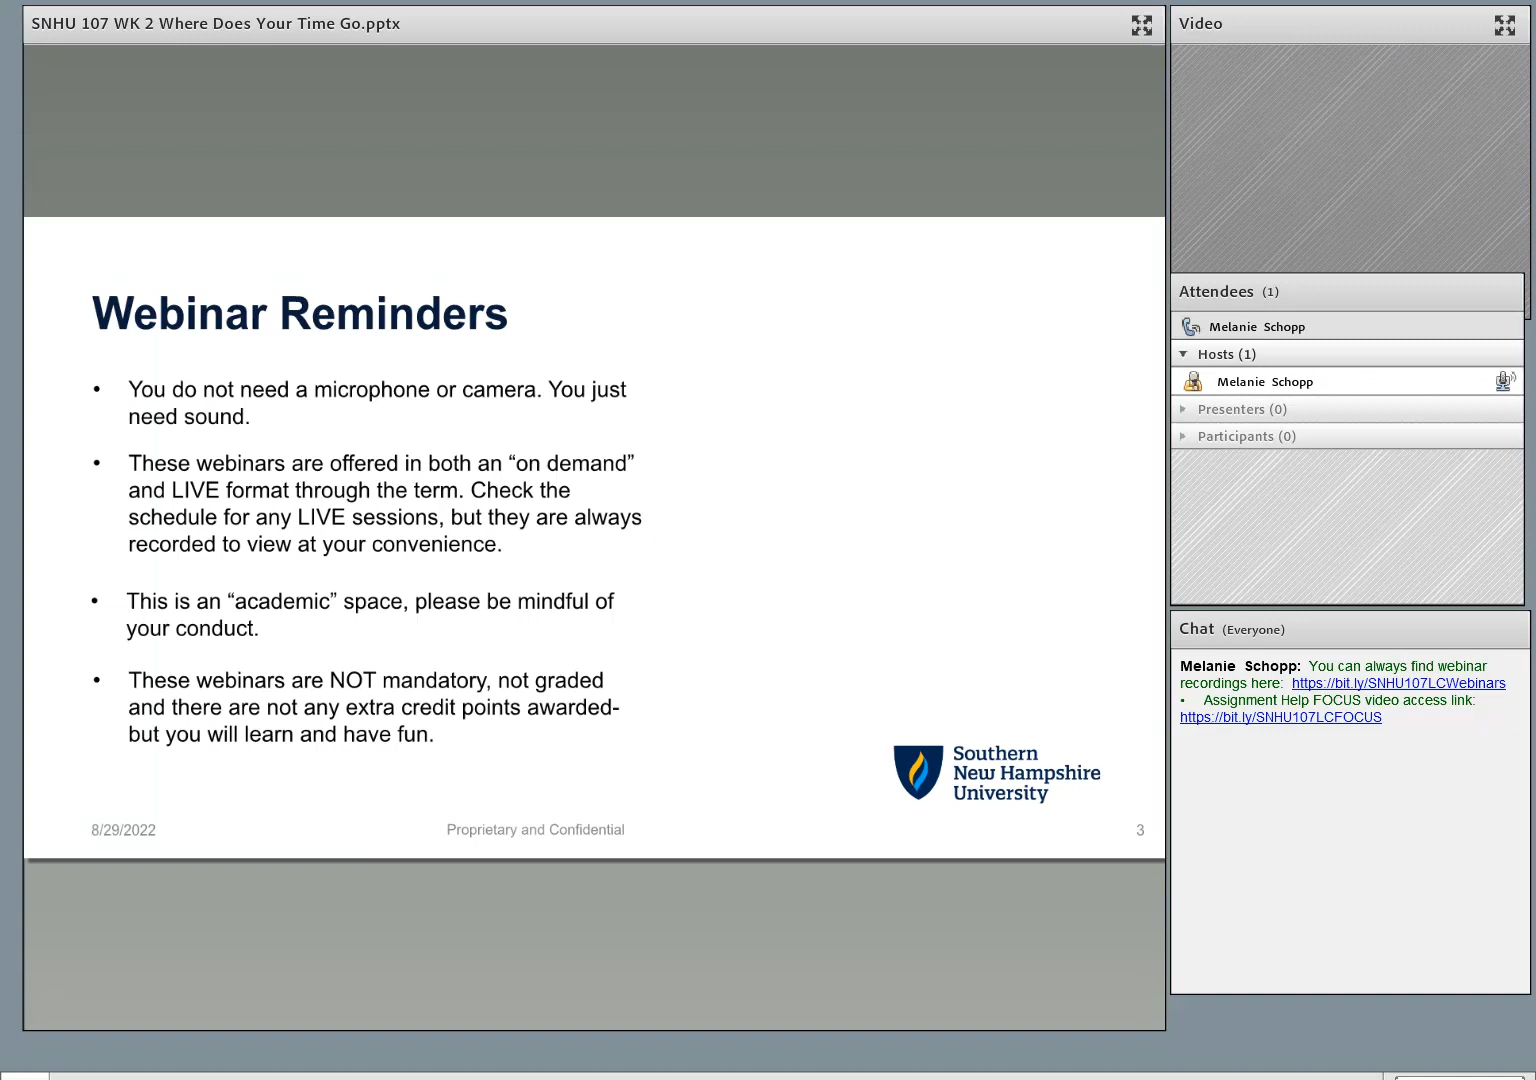 SNHU 107 WK 2 Where Does Your Time Go.pptx
Webinar Reminders
• You do not need a microphone or camera. You just
need sound.
• These webinars are offered in both an “on demand”
and LIVE format through the term. Check the
schedule for any LIVE sessions, but they are always
recorded to view at your convenience.
• This is an “academic” space, please be mindful of
your conduct.
• These webinars are NOT mandatory, not graded
and there are not any extra credit points awarded-
but you will learn and have fun.
Southern
New Hampshire
University
8/29/2022
Proprietary and Confidential
3
Video
Attendees (1)
Melanie Schopp
Hosts (1)
Melanie Schopp
Presenters (0)
Participants (0)
Chat (Everyone)
Melanie Schopp: You can always find webinar
recordings here: https://bit.ly/SNHU107LCWebinars
• Assignment Help FOCUS video access link:
https://bit.ly/SNHU107LCFOCUS